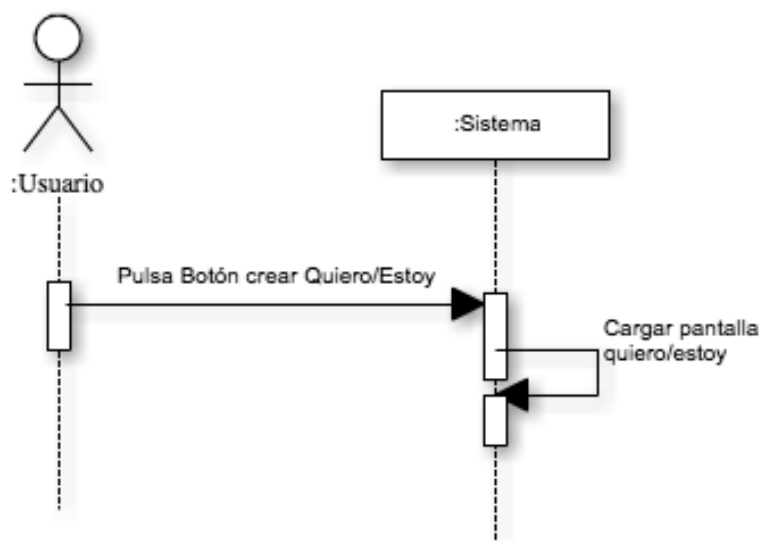 :Sistema
:Usuario
Pulsa Botón crear Quiero/Estoy
Cargar pantalla
quiero/estoy